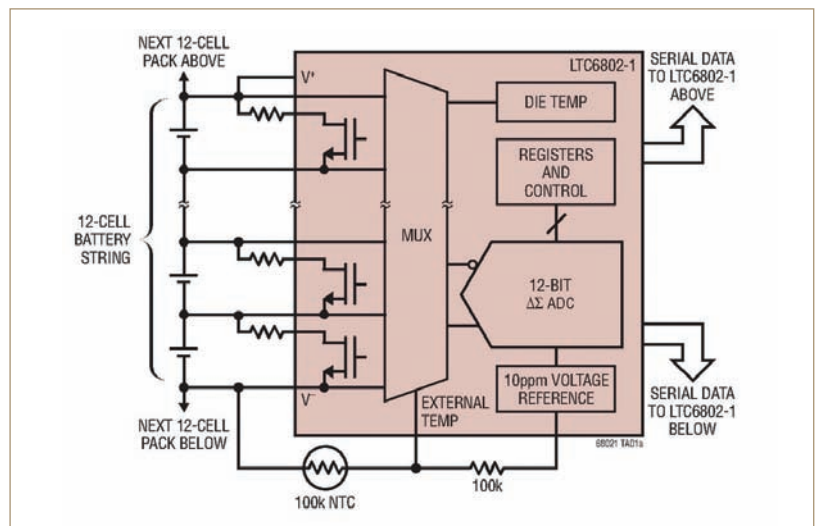 NEXT 12-CELL
PACK ABOVE
V+
LTC6802-1
SERIAL DATA
TO LTC6802-1
ABOVE
DIE TEMP
REGISTERS
AND
CONTROL
12-CELL
BATTERY
STRING
MUX
12-BIT
ΔΣ ADC
V−
NEXT 12-CELL
PACK BELOW
EXTERNAL
TEMP
10ppm VOLTAGE
REFERENCE
SERIAL DATA
TO LTC6802-1
BELOW
68021 TA01a
100k NTC
100k